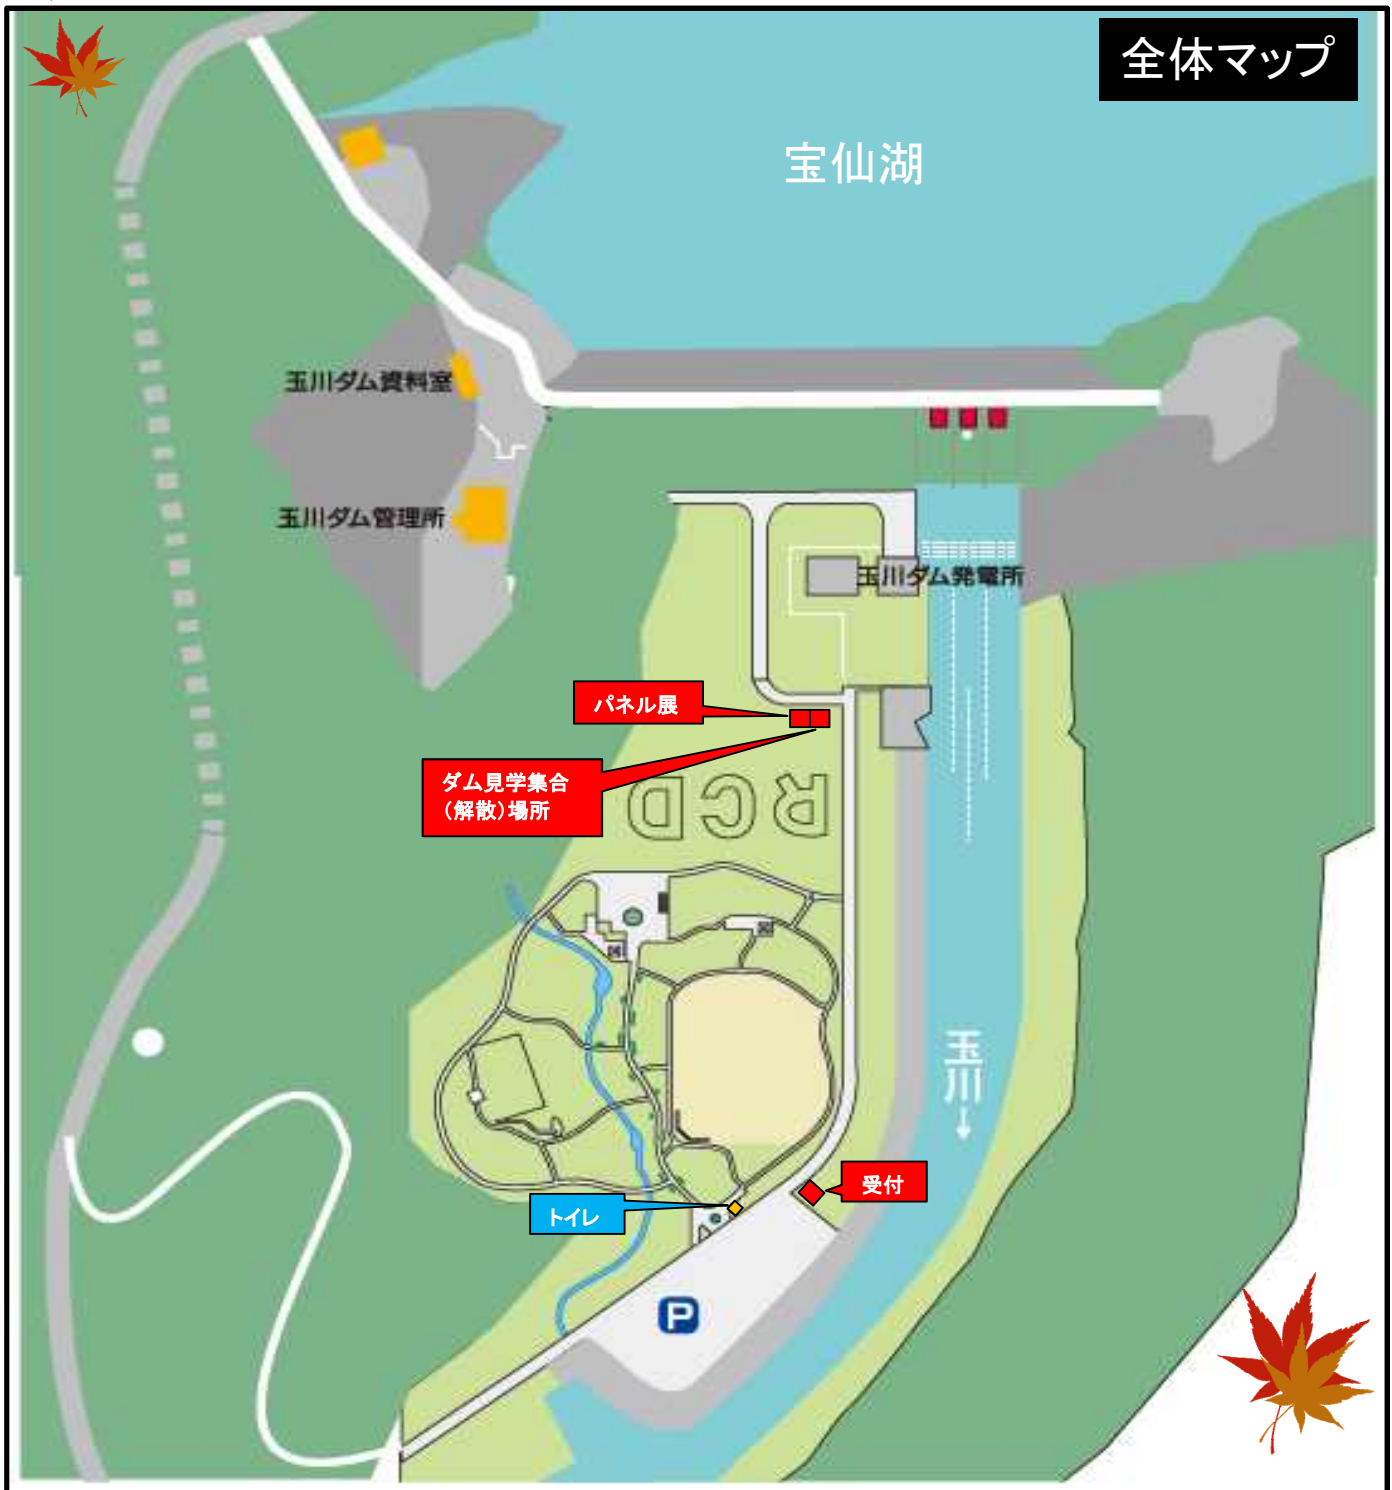 全体マップ
宝仙湖
玉川ダム資料室
玉川ダム管理所
玉川ダム発電所
パネル展
ダム見学集合
（解散）場所
RCD
玉川
↓
受付
トイレ
P